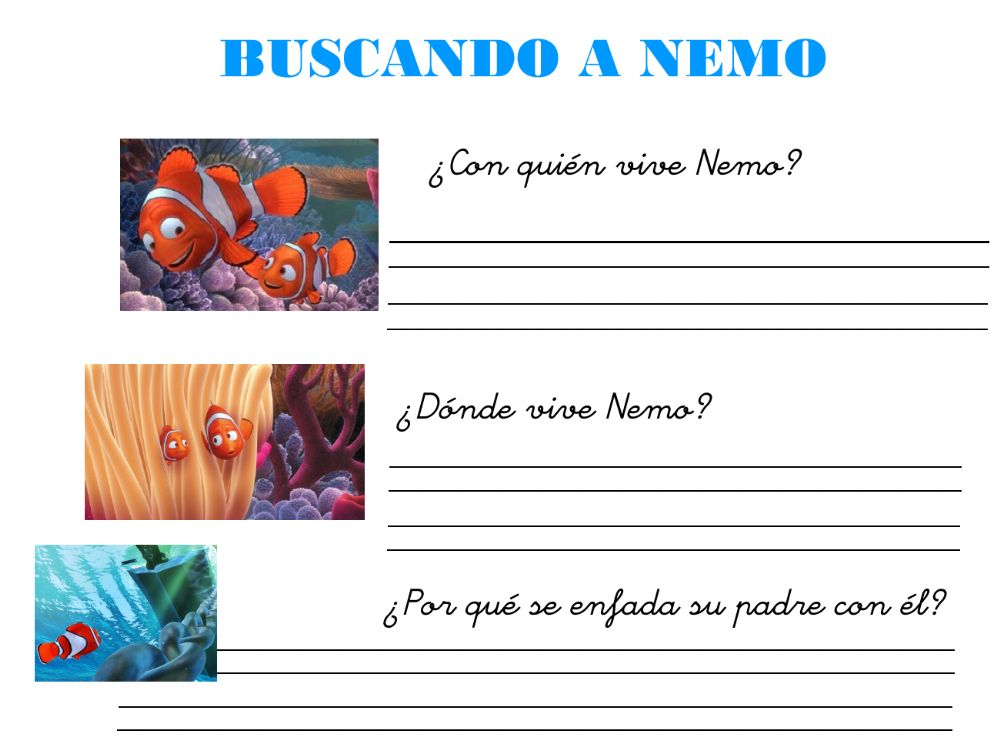 BUSCANDO A NEMO
¿Con quién vive Nemo?
¿Dónde vive Nemo?
¿Por qué se enfada su padre con él?